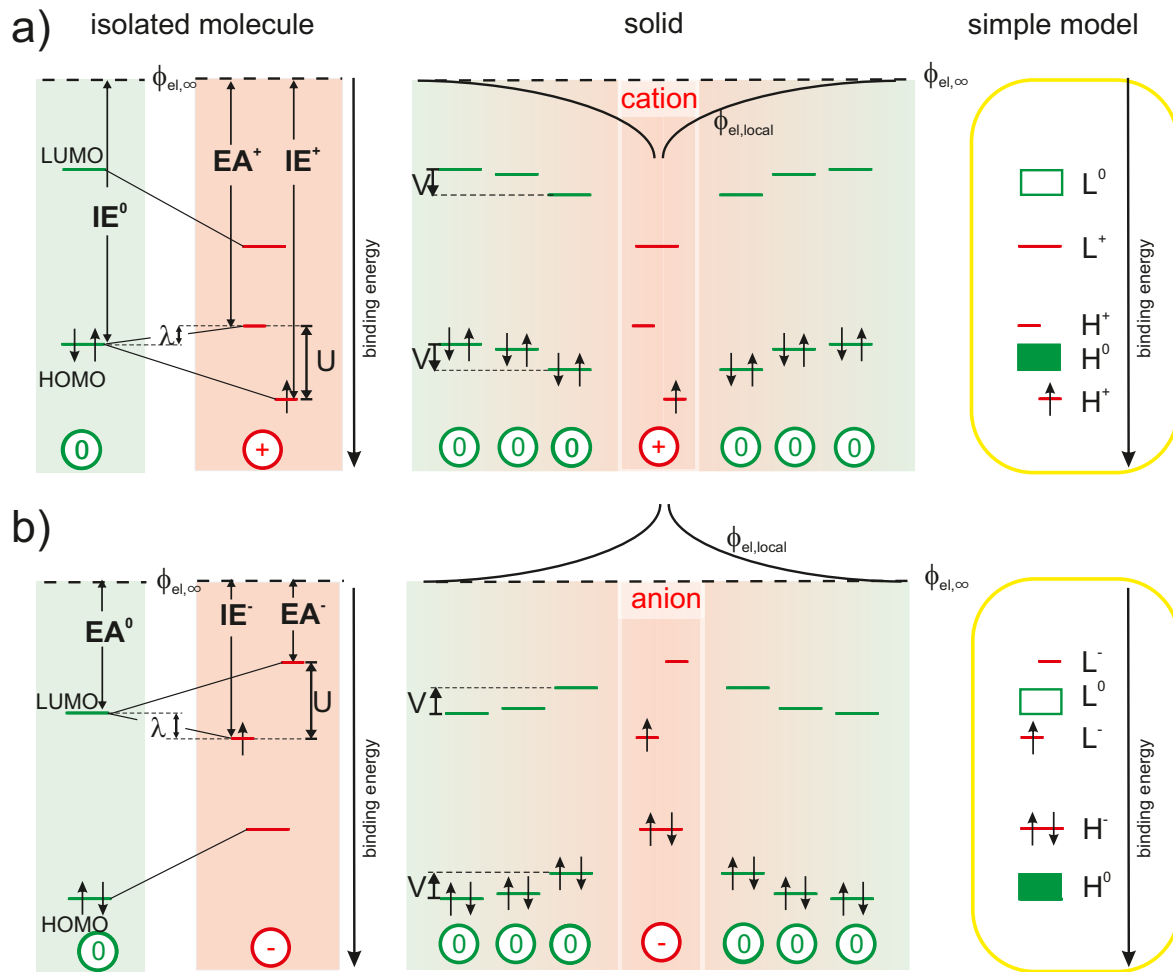 a)
isolated molecule
solid
simple model
ϕel,∞
ϕel,∞
cation
ϕel,local
LUMO
EA⁺
IE⁺
IE⁰
V
L⁰
L⁺
binding energy
binding energy
λ
U
HOMO
V
H⁺
H⁰
H⁺
0
+
0
0
0
+
0
0
0
b)
ϕel,local
ϕel,∞
ϕel,∞
anion
EA⁰
IE⁻
EA⁻
LUMO
U
λ
V
L⁻
L⁰
L⁻
binding energy
binding energy
H⁻
V
H⁰
HOMO
0
-
0
0
0
-
0
0
0